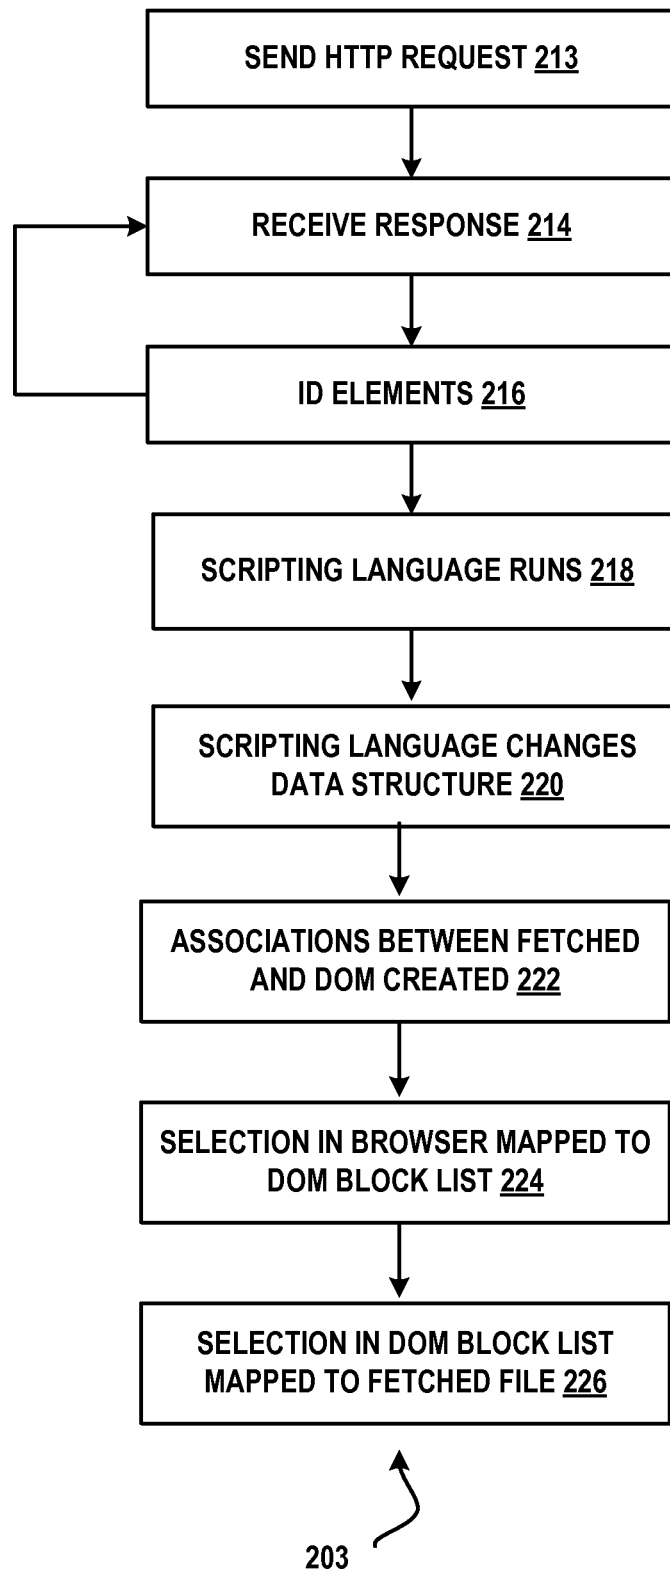 SEND HTTP REQUEST 213
RECEIVE RESPONSE 214
ID ELEMENTS 216
SCRIPTING LANGUAGE RUNS 218
SCRIPTING LANGUAGE CHANGES
DATA STRUCTURE 220
ASSOCIATIONS BETWEEN FETCHED
AND DOM CREATED 222
SELECTION IN BROWSER MAPPED TO
DOM BLOCK LIST 224
SELECTION IN DOM BLOCK LIST
MAPPED TO FETCHED FILE 226
203